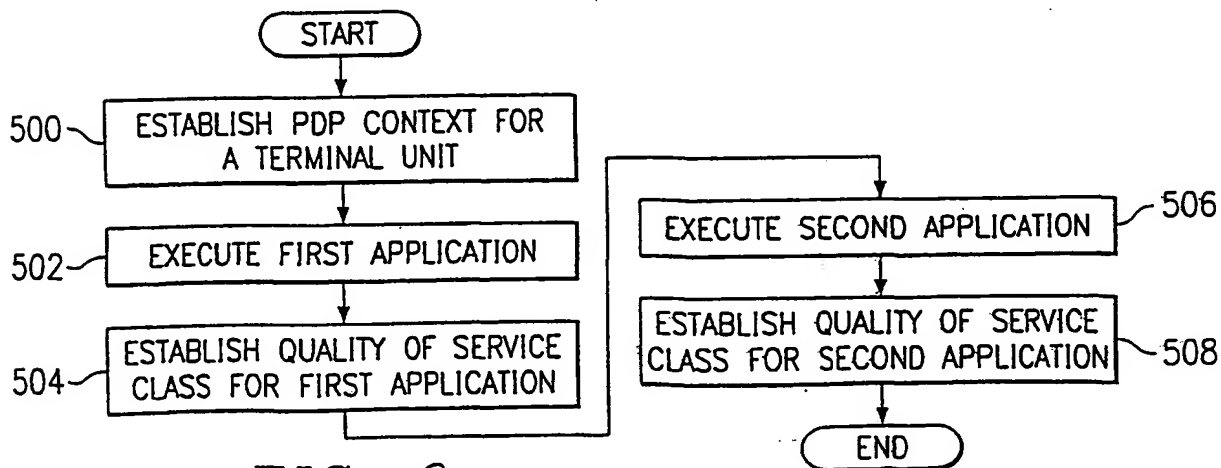 START
500
ESTABLISH PDP CONTEXT FOR
A TERMINAL UNIT
502
EXECUTE FIRST APPLICATION
504
ESTABLISH QUALITY OF SERVICE
CLASS FOR FIRST APPLICATION
EXECUTE SECOND APPLICATION
506
ESTABLISH QUALITY OF SERVICE
CLASS FOR SECOND APPLICATION
508
END